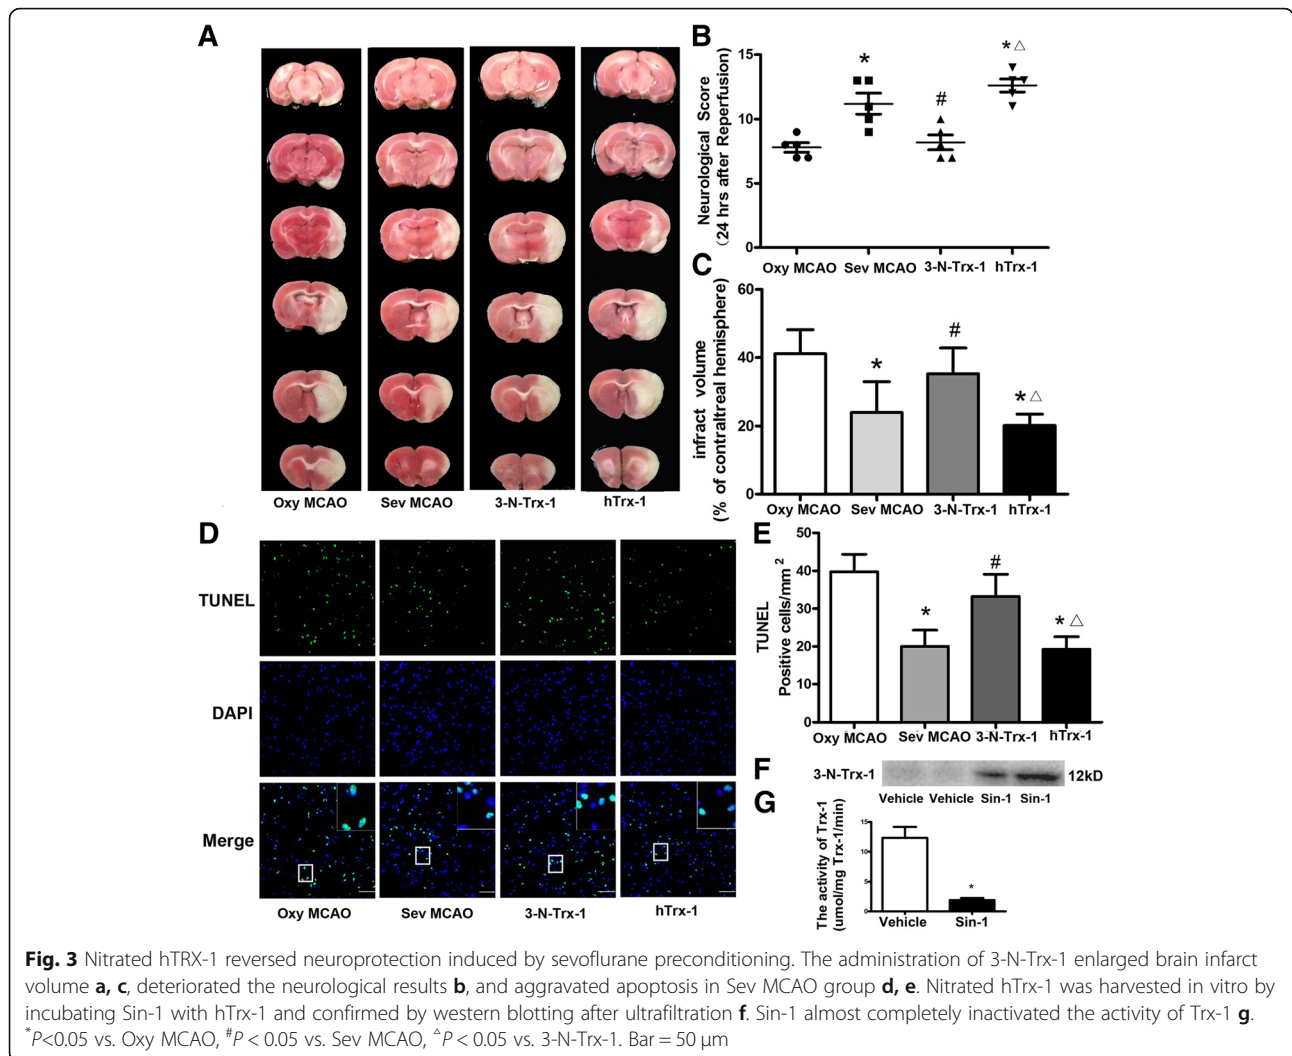 A
Oxy MCAO Sev MCAO 3-N-Trx-1 hTrx-1
B
Neurological Score
(24 hrs after Reperfusion)
15
10
5
0
*
#
* △
Oxy MCAO Sev MCAO 3-N-Trx-1 hTrx-1
C
infract volume
(% of contraltreal hemisphere)
60
40
20
0
*
#
* △
Oxy MCAO Sev MCAO 3-N-Trx-1 hTrx-1
D
TUNEL
DAPI
Merge
Oxy MCAO Sev MCAO 3-N-Trx-1 hTrx-1
E
TUNEL
Positive cells/mm 2
50
40
30
20
10
0
*
#
* △
Oxy MCAO Sev MCAO 3-N-Trx-1 hTrx-1
F
3-N-Trx-1 12kD
Vehicle Vehicle Sin-1 Sin-1
G
The activity of Trx-1
(umol/mg Trx-1/min)
15
10
5
0
*
Vehicle Sin-1
Fig. 3 Nitrated hTRX-1 reversed neuroprotection induced by sevoflurane preconditioning. The administration of 3-N-Trx-1 enlarged brain infarct
volume a, c, deteriorated the neurological results b, and aggravated apoptosis in Sev MCAO group d, e. Nitrated hTrx-1 was harvested in vitro by
incubating Sin-1 with hTrx-1 and confirmed by western blotting after ultrafiltration f. Sin-1 almost completely inactivated the activity of Trx-1 g.
*P<0.05 vs. Oxy MCAO, #P < 0.05 vs. Sev MCAO, △P < 0.05 vs. 3-N-Trx-1. Bar = 50 μm